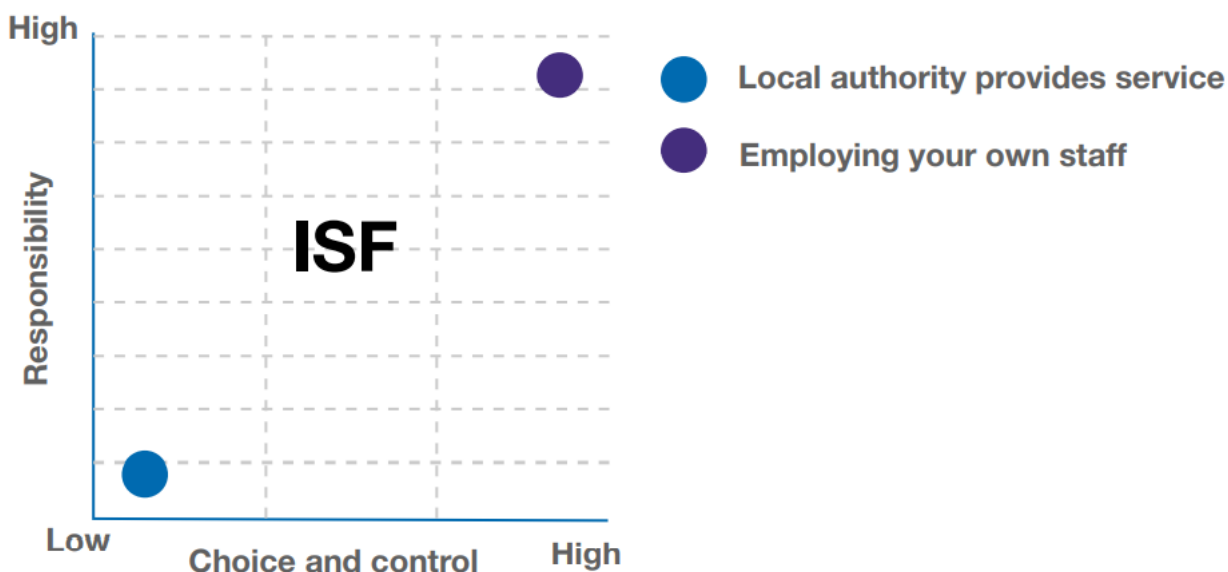 High
Local authority provides service
Employing your own staff
Responsibility
ISF
Low
Choice and control
High